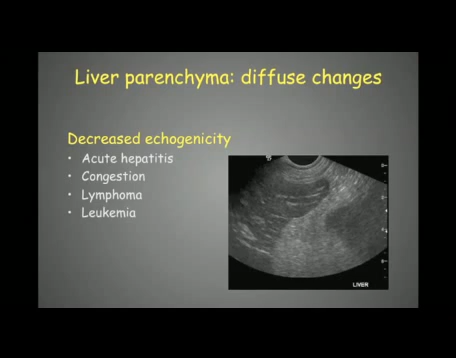 Liver parenchyma: diffuse changes
Decreased echogenicity
• Acute hepatitis
• Congestion
• Lymphoma
• Leukemia
LIVER